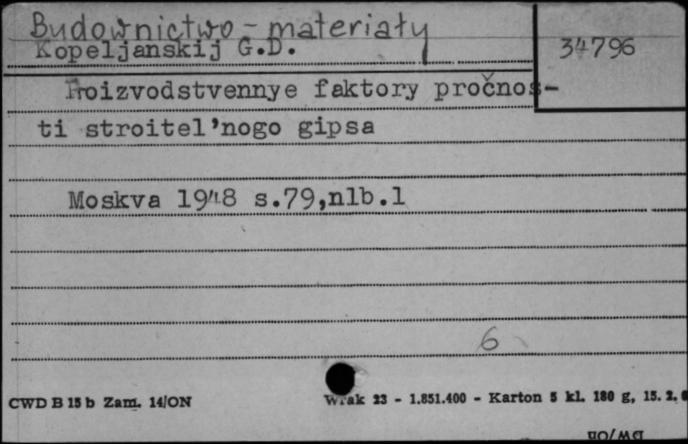 Budownictwo - materiały
34796
Kopeljanskij G.D.
Proizvodstvennye faktory pročnos-
ti stroitel'nogo gipsa
Moskva 1948 s.79,nlb.1
6
CWD B 15 b Zam. 14/ON
Wrak 23 - 1.851.400 - Karton 5 kl. 180 g, 15. 2. 6